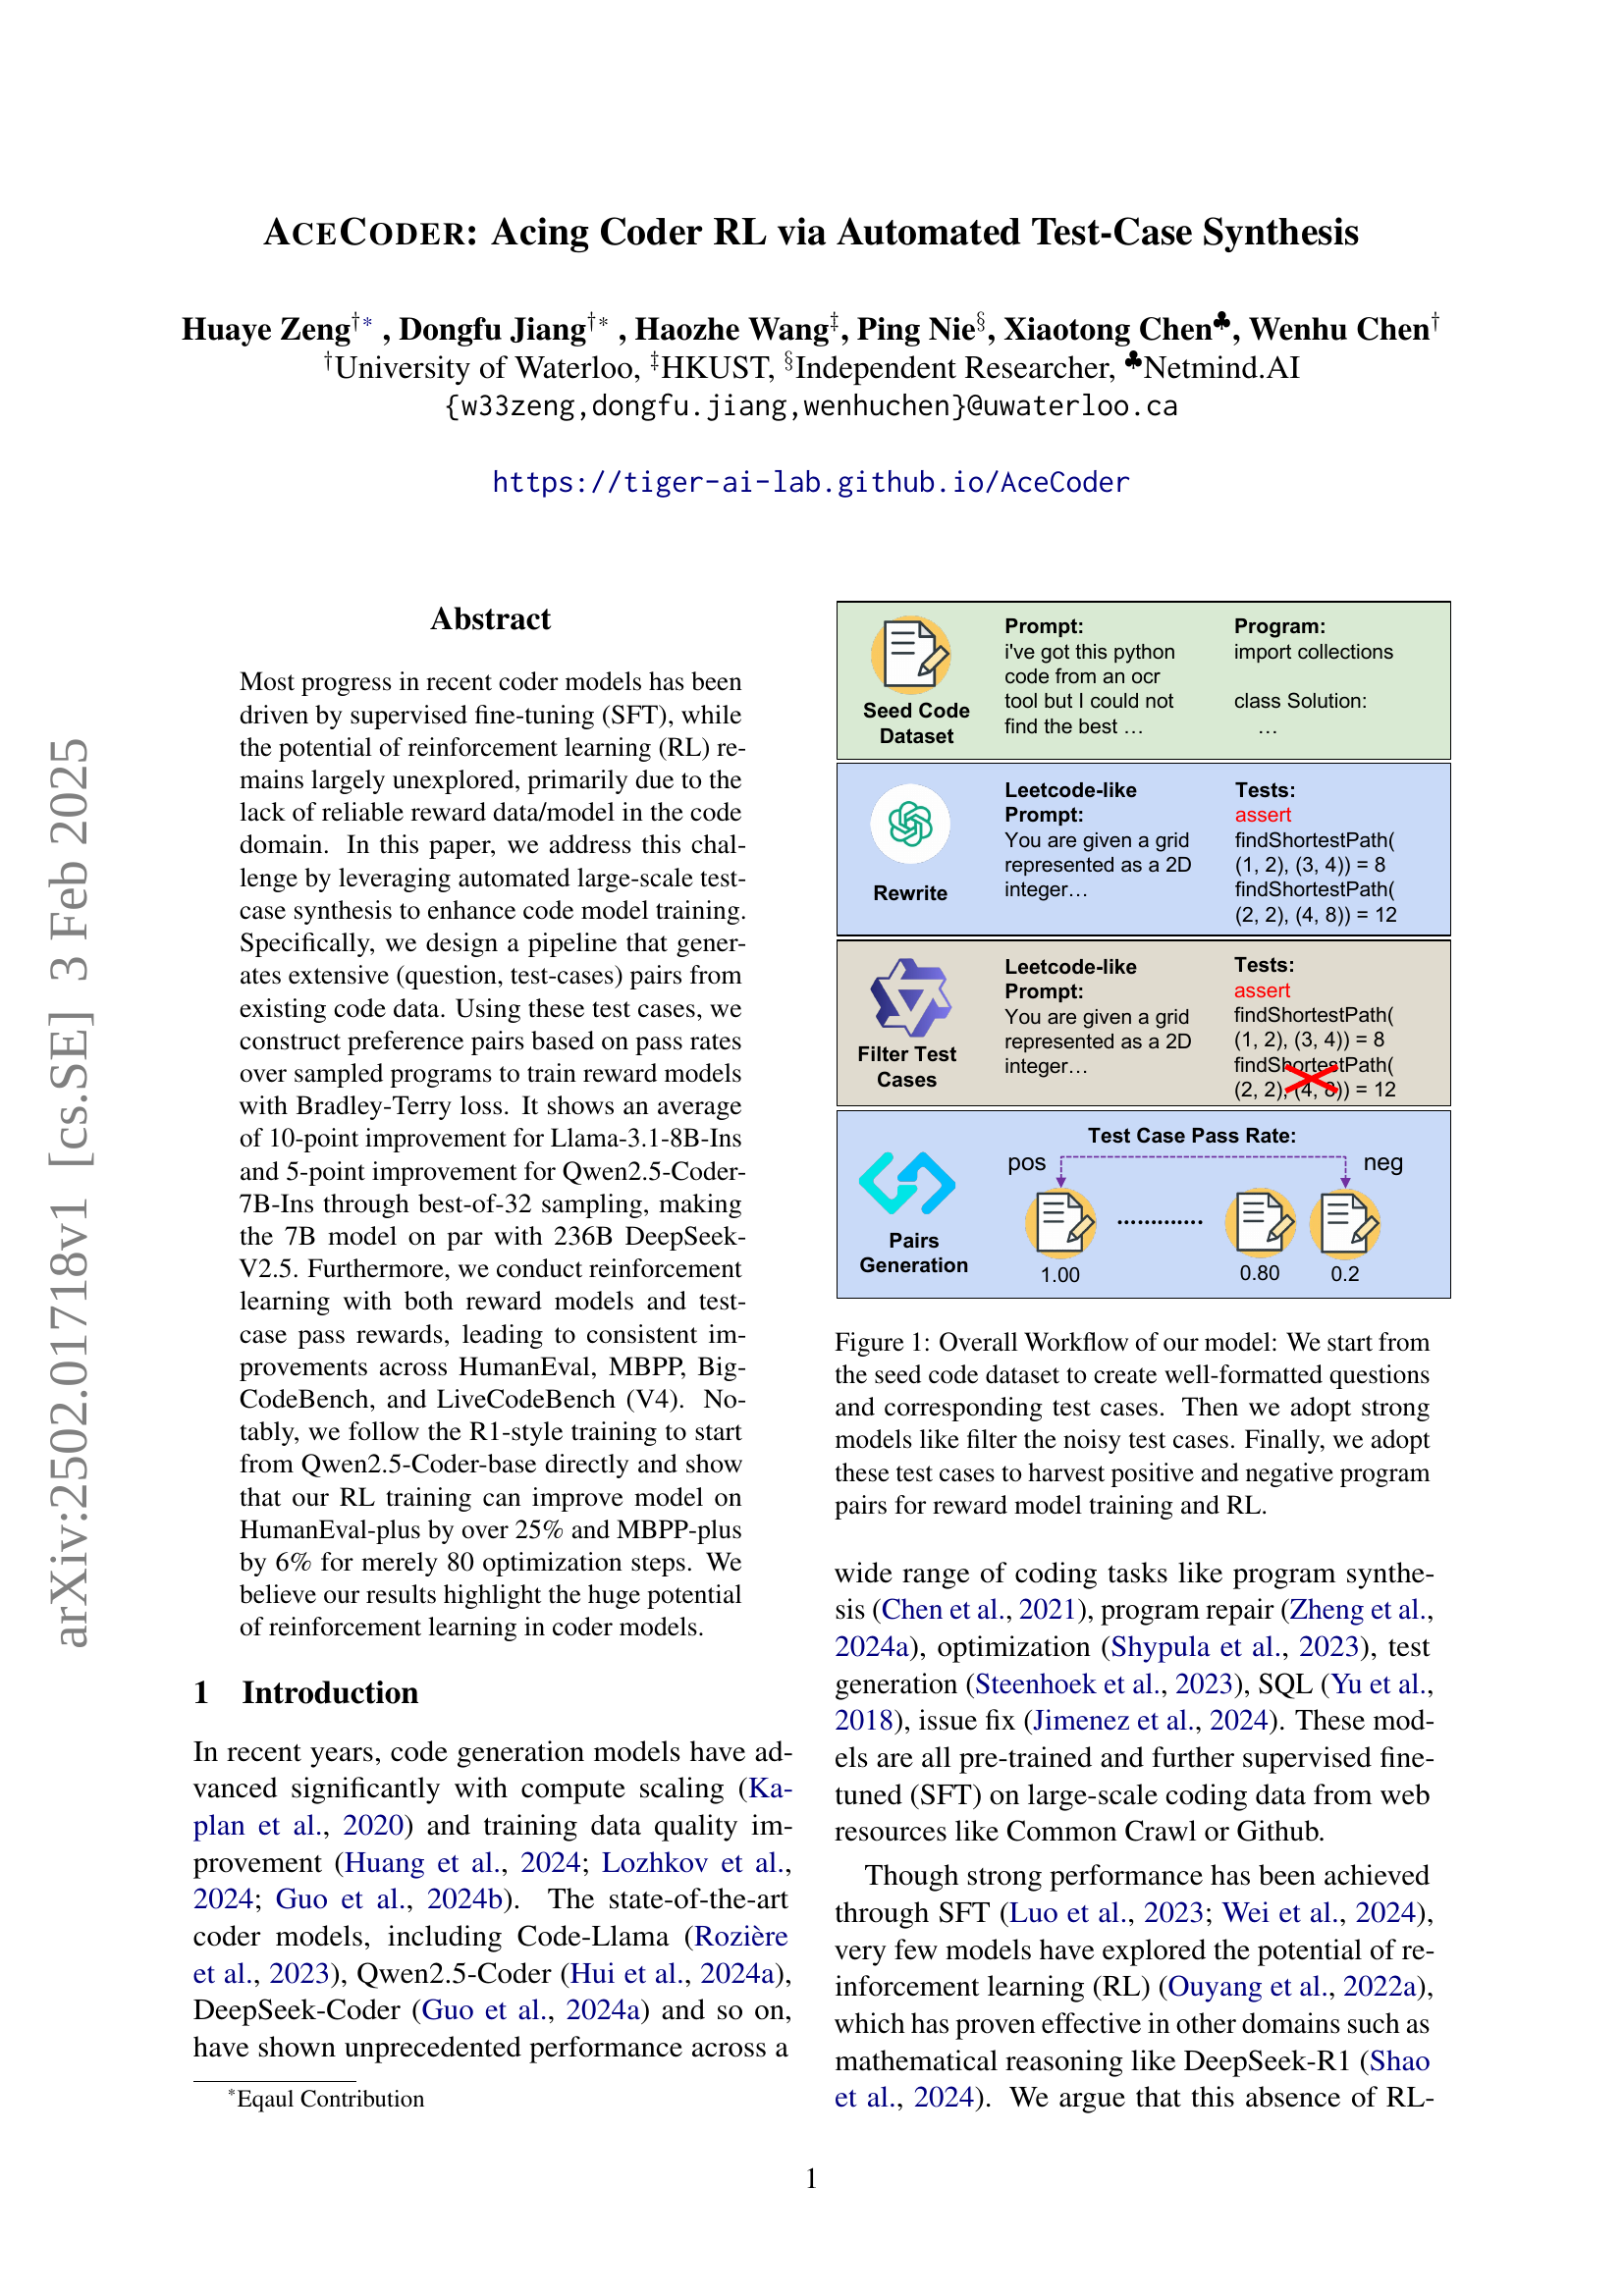 ACECODER: Acing Coder RL via Automated Test-Case Synthesis
Huaye Zeng†*, Dongfu Jiang†*, Haozhe Wang‡, Ping Nie§, Xiaotong Chen♣, Wenhu Chen†
†University of Waterloo, ‡HKUST, §Independent Researcher, ♣Netmind.AI
{w33zeng,dongfu.jiang,wenhuchen}@uwaterloo.ca
https://tiger-ai-lab.github.io/AceCoder
arXiv:2502.01718v1 [cs.SE] 3 Feb 2025
Abstract
Most progress in recent coder models has been
driven by supervised fine-tuning (SFT), while
the potential of reinforcement learning (RL) re-
mains largely unexplored, primarily due to the
lack of reliable reward data/model in the code
domain. In this paper, we address this chal-
lenge by leveraging automated large-scale test-
case synthesis to enhance code model training.
Specifically, we design a pipeline that gener-
ates extensive (question, test-cases) pairs from
existing code data. Using these test cases, we
construct preference pairs based on pass rates
over sampled programs to train reward models
with Bradley-Terry loss. It shows an average
of 10-point improvement for Llama-3.1-8B-Ins
and 5-point improvement for Qwen2.5-Coder-
7B-Ins through best-of-32 sampling, making
the 7B model on par with 236B DeepSeek-
V2.5. Furthermore, we conduct reinforcement
learning with both reward models and test-
case pass rewards, leading to consistent im-
provements across HumanEval, MBPP, Big-
CodeBench, and LiveCodeBench (V4). No-
tably, we follow the R1-style training to start
from Qwen2.5-Coder-base directly and show
that our RL training can improve model on
HumanEval-plus by over 25% and MBPP-plus
by 6% for merely 80 optimization steps. We
believe our results highlight the huge potential
of reinforcement learning in coder models.
1 Introduction
In recent years, code generation models have ad-
vanced significantly with compute scaling (Ka-
plan et al., 2020) and training data quality im-
provement (Huang et al., 2024; Lozhkov et al.,
2024; Guo et al., 2024b). The state-of-the-art
coder models, including Code-Llama (Rozière
et al., 2023), Qwen2.5-Coder (Hui et al., 2024a),
DeepSeek-Coder (Guo et al., 2024a) and so on,
have shown unprecedented performance across a
*Eqaul Contribution
Seed Code
Dataset
Prompt:
i've got this python
code from an ocr
tool but I could not
find the best …
Program:
import collections
class Solution:
…
Rewrite
Leetcode-like
Prompt:
You are given a grid
represented as a 2D
integer…
Tests:
assert
findShortestPath(
(1, 2), (3, 4)) = 8
findShortestPath(
(2, 2), (4, 8)) = 12
Filter Test
Cases
Leetcode-like
Prompt:
You are given a grid
represented as a 2D
integer…
Tests:
assert
findShortestPath(
(1, 2), (3, 4)) = 8
findShortestPath(
(2, 2), (4, 8)) = 12
Pairs
Generation
Test Case Pass Rate:
pos neg
.............
1.00 0.80 0.2
Figure 1: Overall Workflow of our model: We start from
the seed code dataset to create well-formatted questions
and corresponding test cases. Then we adopt strong
models like filter the noisy test cases. Finally, we adopt
these test cases to harvest positive and negative program
pairs for reward model training and RL.
wide range of coding tasks like program synthe-
sis (Chen et al., 2021), program repair (Zheng et al.,
2024a), optimization (Shypula et al., 2023), test
generation (Steenhoek et al., 2023), SQL (Yu et al.,
2018), issue fix (Jimenez et al., 2024). These mod-
els are all pre-trained and further supervised fine-
tuned (SFT) on large-scale coding data from web
resources like Common Crawl or Github.
Though strong performance has been achieved
through SFT (Luo et al., 2023; Wei et al., 2024),
very few models have explored the potential of re-
inforcement learning (RL) (Ouyang et al., 2022a),
which has proven effective in other domains such as
mathematical reasoning like DeepSeek-R1 (Shao
et al., 2024). We argue that this absence of RL-
1